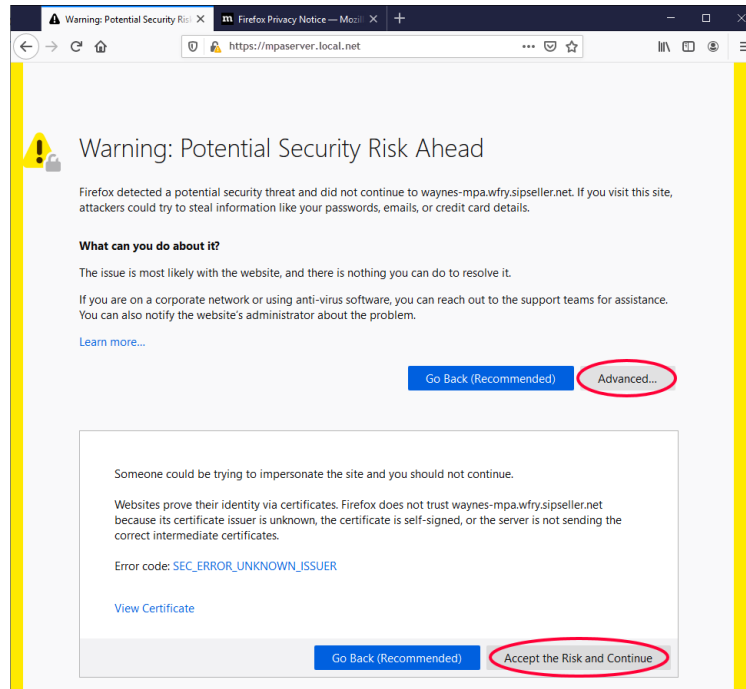 Warning: Potential Security Ris
Firefox Privacy Notice — Mozil
https://mpaserver.local.net
Warning: Potential Security Risk Ahead
Firefox detected a potential security threat and did not continue to waynes-mpa.wfry.sipseller.net. If you visit this site,
attackers could try to steal information like your passwords, emails, or credit card details.
What can you do about it?
The issue is most likely with the website, and there is nothing you can do to resolve it.
If you are on a corporate network or using anti-virus software, you can reach out to the support teams for assistance.
You can also notify the website's administrator about the problem.
Learn more...
Go Back (Recommended)
Advanced...
Someone could be trying to impersonate the site and you should not continue.
Websites prove their identity via certificates. Firefox does not trust waynes-mpa.wfry.sipseller.net
because its certificate issuer is unknown, the certificate is self-signed, or the server is not sending the
correct intermediate certificates.
Error code: SEC_ERROR_UNKNOWN_ISSUER
View Certificate
Go Back (Recommended)
Accept the Risk and Continue